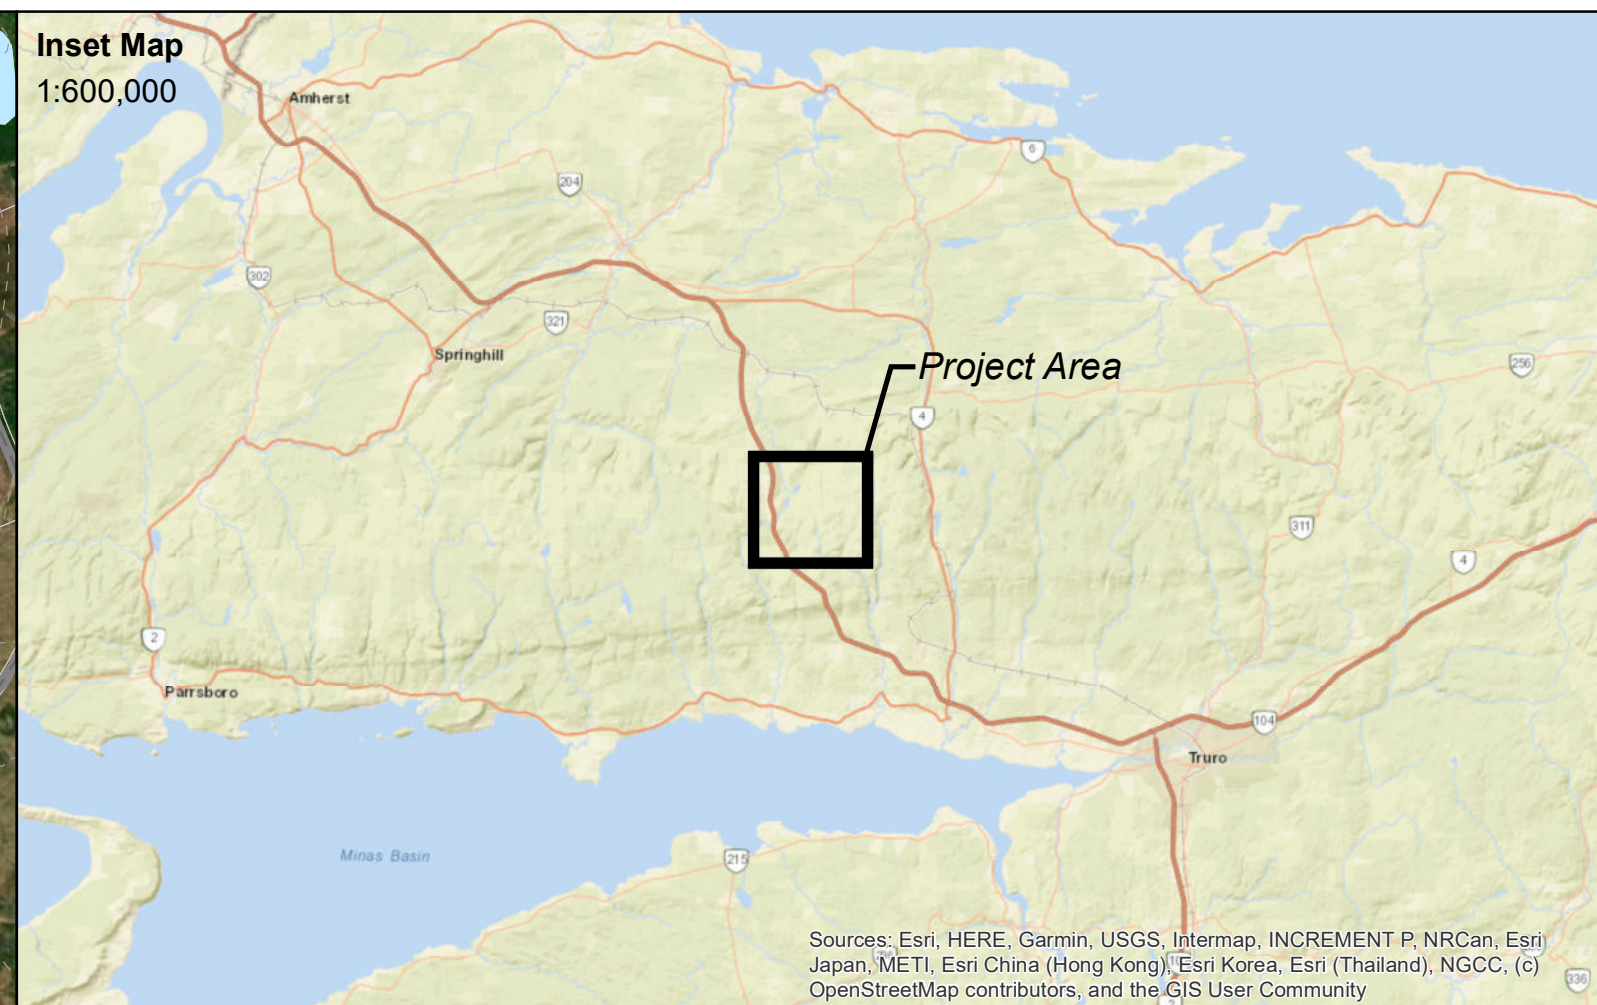 Inset Map
1:600,000
Amherst
6
204
302
321
Springhill
Project Area
256
4
311
4
2
Parrsboro
104
Truro
Minas Basin
215
Sources: Esri, HERE, Garmin, USGS, Intermap, INCREMENT P, NRCan, Esri
Japan, METI, Esri China (Hong Kong), Esri Korea, Esri (Thailand), NGCC, (c)
OpenStreetMap contributors, and the GIS User Community
336
2